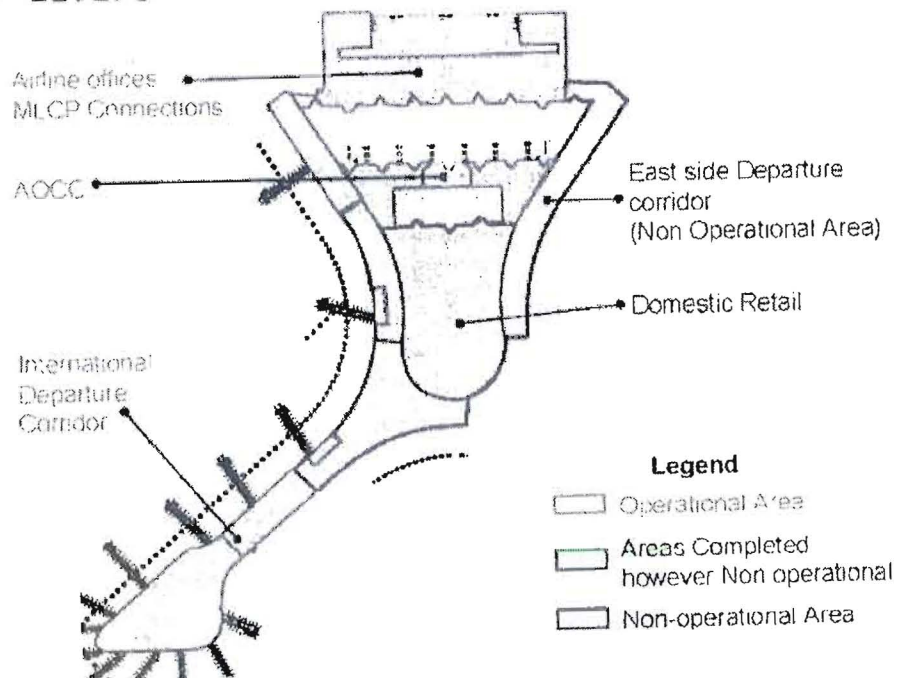 Airline offices
MLCP Connections
AOCC
East side Departure
corridor
(Non Operational Area)
Domestic Retail
International
Departure
Corridor
Legend
Operational Area
Areas Completed
however Non operational
Non-operational Area